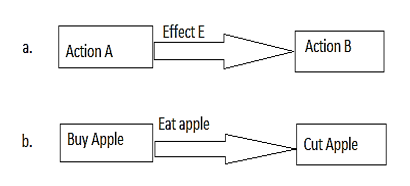 a.
Action A
Effect E
Action B
b.
Buy Apple
Eat apple
Cut Apple